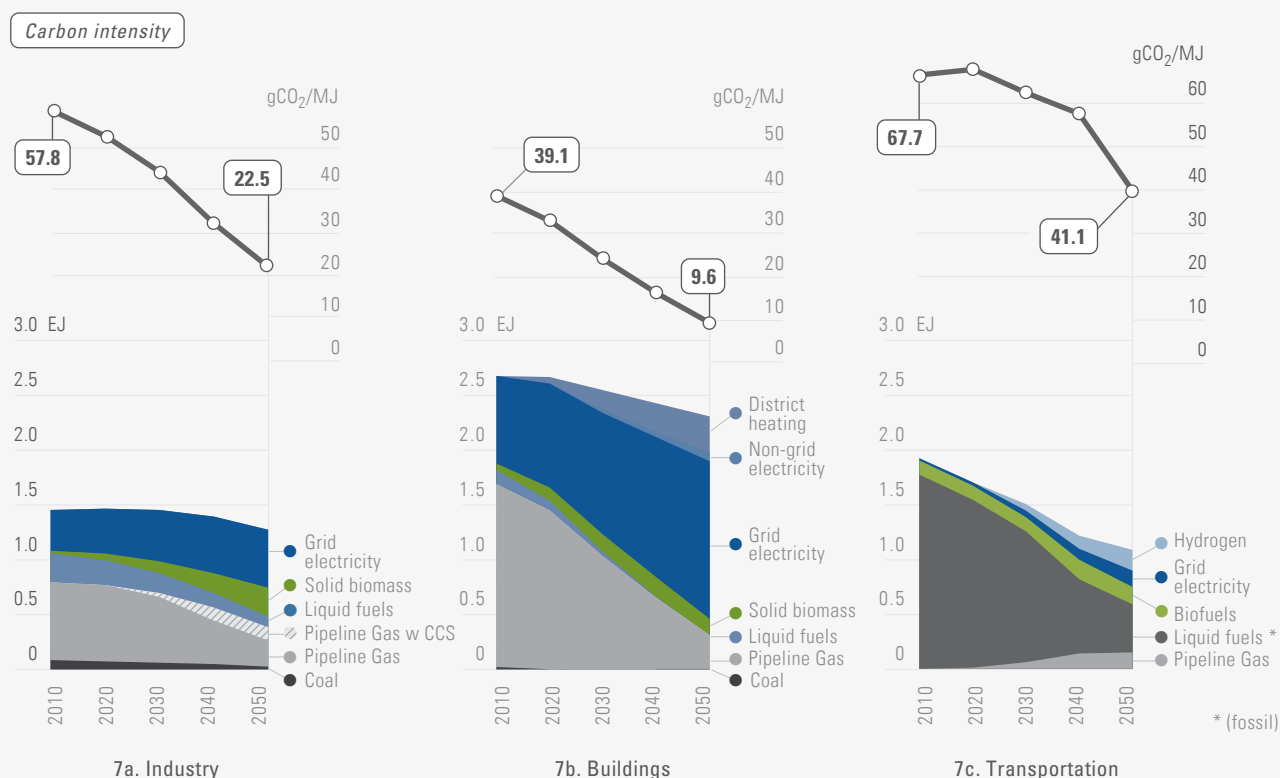 Carbon intensity
gCO2/MJ
50
40
30
20
10
0
57.8
22.5
3.0 EJ
2.5
2.0
1.5
1.0
0.5
0
Grid
electricity
Solid biomass
Liquid fuels
Pipeline Gas w CCS
Pipeline Gas
Coal
2010
2020
2030
2040
2050
7a. Industry
gCO2/MJ
50
40
30
20
10
0
39.1
9.6
3.0 EJ
2.5
2.0
1.5
1.0
0.5
0
District
heating
Non-grid
electricity
Grid
electricity
Solid biomass
Liquid fuels
Pipeline Gas
Coal
2010
2020
2030
2040
2050
7b. Buildings
gCO2/MJ
60
50
40
30
20
10
0
67.7
41.1
3.0 EJ
2.5
2.0
1.5
1.0
0.5
0
Hydrogen
Grid
electricity
Biofuels
Liquid fuels *
Pipeline Gas
2010
2020
2030
2040
2050
* (fossil)
7c. Transportation